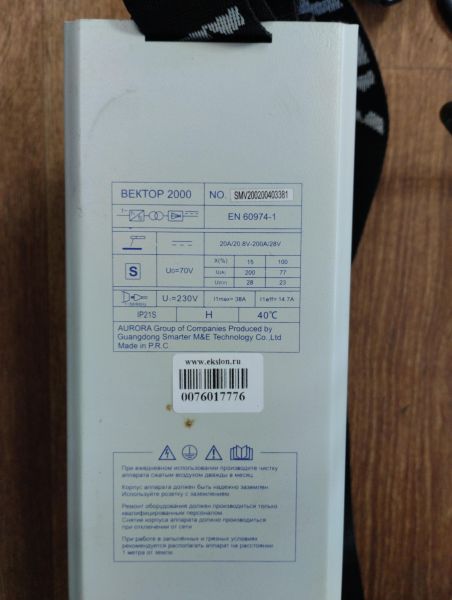 ВЕКТОР 2000 NO. SMV200200403381
EN 60974-1
20A/20.8V-200A/28V
S U0=70V X(%) 15 100
I2(A) 200 77
U2(V) 28 23
U1=230V I1max= 38A I1eff= 14.7A
IP21S H 40℃
AURORA Group of Companies Produced by
Guangdong Smarter M&E Technology Co.,Ltd
Made in P.R.C.
www.ekslon.ru
0076017776
При ежедневном использовании производите чистку
аппарата сжатым воздухом дважды в месяц
Корпус аппарата должен быть надежно заземлен.
Используйте розетку с заземлением
Ремонт оборудования должен производиться только
квалифицированным персоналом
Снятие корпуса аппарата должно производиться
при отключении от сети
При работе в запыленных и грязных условиях
рекомендуется располагать аппарат на расстоянии
1 метра от земли.